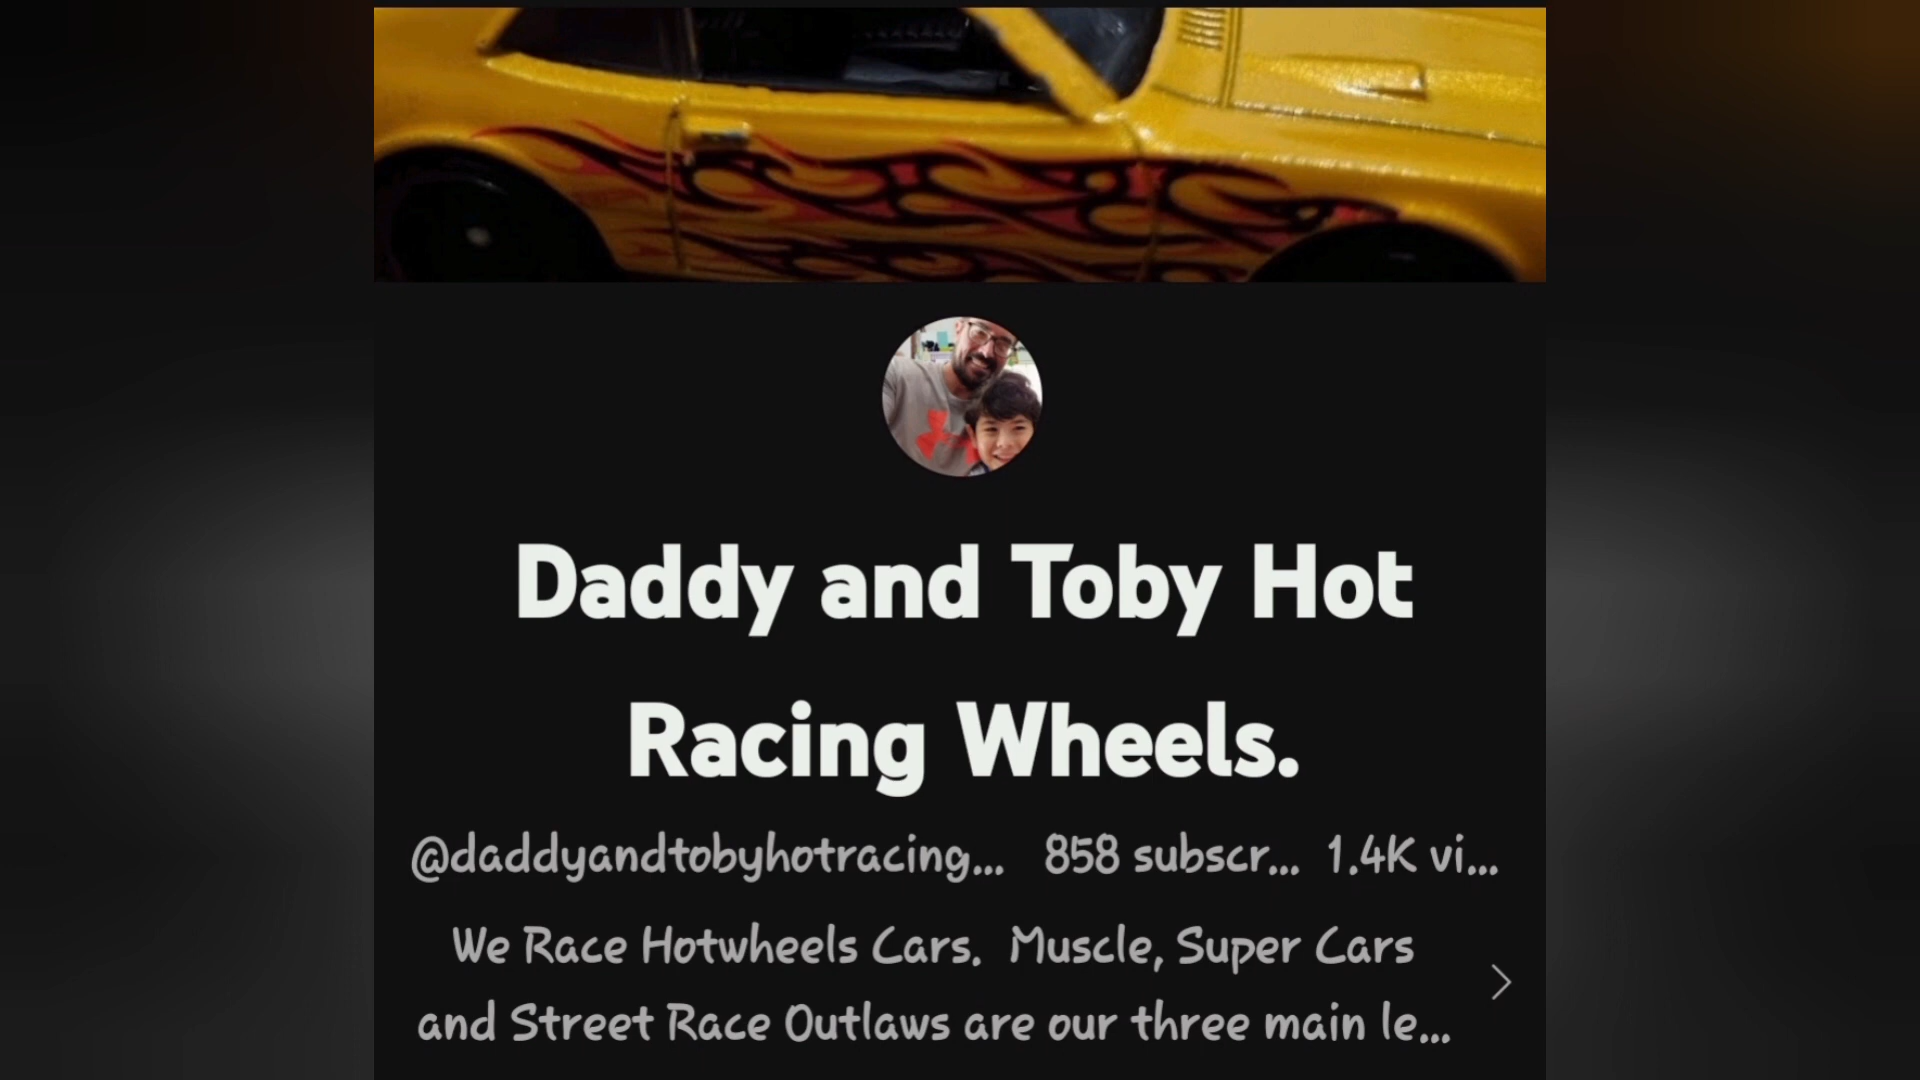 Daddy and Toby Hot
Racing Wheels.
@daddyandtobyhotracing... 858 subscr... 1.4K vi...
We Race Hotwheels Cars. Muscle, Super Cars
and Street Race Outlaws are our three main le...